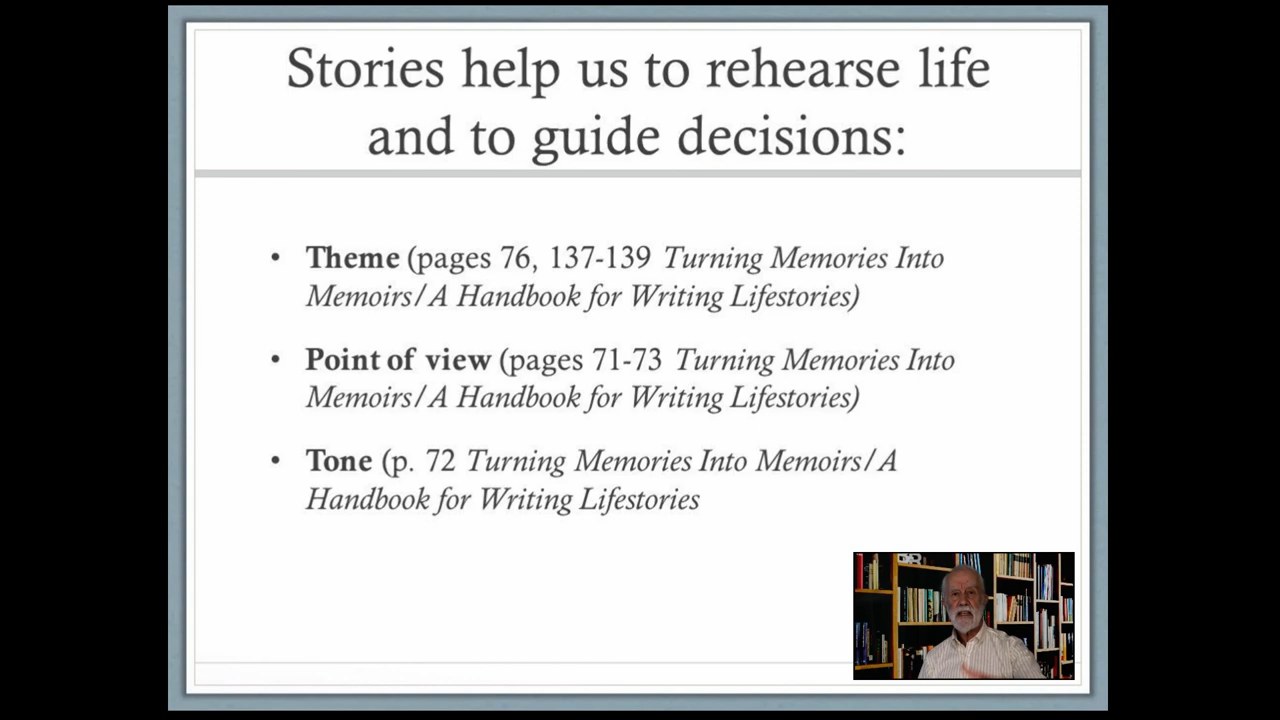 Stories help us to rehearse life
and to guide decisions:
• Theme (pages 76, 137-139 Turning Memories Into
Memoirs/A Handbook for Writing Lifestories)
• Point of view (pages 71-73 Turning Memories Into
Memoirs/A Handbook for Writing Lifestories)
• Tone (p. 72 Turning Memories Into Memoirs/A
Handbook for Writing Lifestories